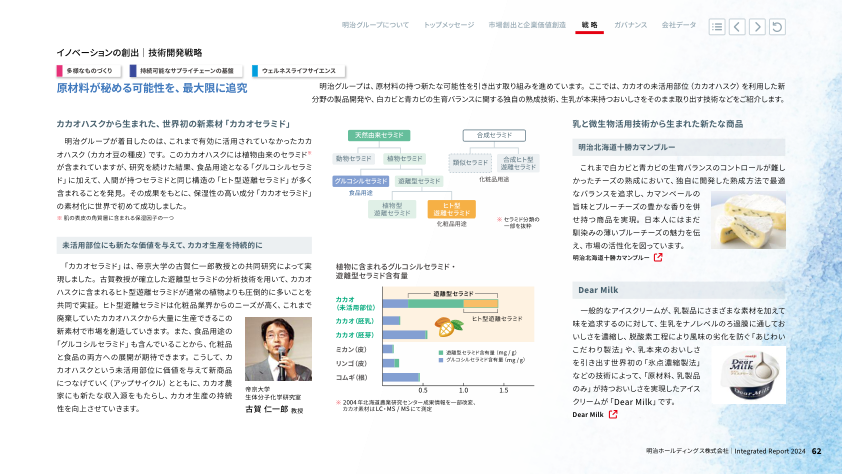 明治グループについて
トップメッセージ
市場創出と企業価値創造
戦略
ガバナンス
会社データ
イノベーションの創出｜技術開発戦略
多様なものづくり
持続可能なサプライチェーンの基盤
ウェルネスライフサイエンス
原材料が秘める可能性を、最大限に追究
明治グループは、原材料の持つ新たな可能性を引き出す取り組みを進めています。ここでは、カカオの未活用部位（カカオハスク）を利用した新
分野の製品開発や、白カビと青カビの生育バランスに関する独自の熟成技術、生乳が本来持つおいしさをそのまま取り出す技術などをご紹介します。
カカオハスクから生まれた、世界初の新素材「カカオセラミド」
明治グループが着目したのは、これまで有効に活用されていなかったカカ
オハスク（カカオ豆の種皮）です。このカカオハスクには植物由来のセラミド※
が含まれていますが、研究を続けた結果、食品用途となる「グルコシルセラミ
ド」に加えて、人間が持つセラミドと同じ構造の「ヒト型遊離セラミド」が多く
含まれることを発見。その成果をもとに、保湿性の高い成分「カカオセラミド」
の素材化に世界で初めて成功しました。
※ 肌の表皮の角質層に含まれる保湿因子の一つ
未活用部位にも新たな価値を与えて、カカオ生産を持続的に
「カカオセラミド」は、帝京大学の古賀仁一郎教授との共同研究によって実
現しました。古賀教授が確立した遊離型セラミドの分析技術を用いて、カカオ
ハスクに含まれるヒト型遊離セラミドが通常の植物よりも圧倒的に多いことを
共同で実証。ヒト型遊離セラミドは化粧品業界からのニーズが高く、これまで
廃棄していたカカオハスクから大量に生産できるこの
新素材で市場を創造していきます。また、食品用途の
「グルコシルセラミド」も含んでいることから、化粧品
と食品の両方への展開が期待できます。こうして、カ
カオハスクという未活用部位に価値を与えて新商品
につなげていく（アップサイクル）とともに、カカオ農
家にも新たな収入源をもたらし、カカオ生産の持続
性を向上させていきます。
帝京大学
生体分子化学研究室
古賀 仁一郎 教授
天然由来セラミド
合成セラミド
動物セラミド
植物セラミド
類似セラミド
合成ヒト型
遊離セラミド
化粧品用途
グルコシルセラミド
遊離型セラミド
食品用途
植物型
遊離セラミド
ヒト型
遊離セラミド
化粧品用途
※ セラミド分類の
一部を抜粋
植物に含まれるグルコシルセラミド・
遊離型セラミド含有量
遊離型セラミド
カカオ
（未活用部位）
ヒト型遊離セラミド
カカオ（胚乳）
カカオ（胚芽）
ミカン（皮）
リンゴ（皮）
コムギ（穂）
遊離型セラミド含有量（mg / g）
グルコシルセラミド含有量（mg / g）
0.5
1.0
1.5
※ 2004年北海道農業研究センター成果情報を一部改変、
カカオ素材はLC・MS / MSにて測定
乳と微生物活用技術から生まれた新たな商品
明治北海道十勝カマンブルー
これまで白カビと青カビの生育バランスのコントロールが難し
かったチーズの熟成において、独自に開発した熟成方法で最適
なバランスを追求し、カマンベールの
旨味とブルーチーズの豊かな香りを併
せ持つ商品を実現。日本人にはまだ
馴染みの薄いブルーチーズの魅力を伝
え、市場の活性化を図っています。
明治北海道十勝カマンブルー
Dear Milk
一般的なアイスクリームが、乳製品にさまざまな素材を加えて
味を追求するのに対して、生乳をナノレベルのろ過膜に通してお
いしさを濃縮し、脱酸素工程により風味の劣化を防ぐ「あじわい
こだわり製法」や、乳本来のおいしさ
を引き出す世界初の「氷点濃縮製法」
などの技術によって、「原材料、乳製品
のみ」が持つおいしさを実現したアイス
クリームが「Dear Milk」です。
Dear Milk
Dear
Milk
明治ホールディングス株式会社｜Integrated Report 2024 62